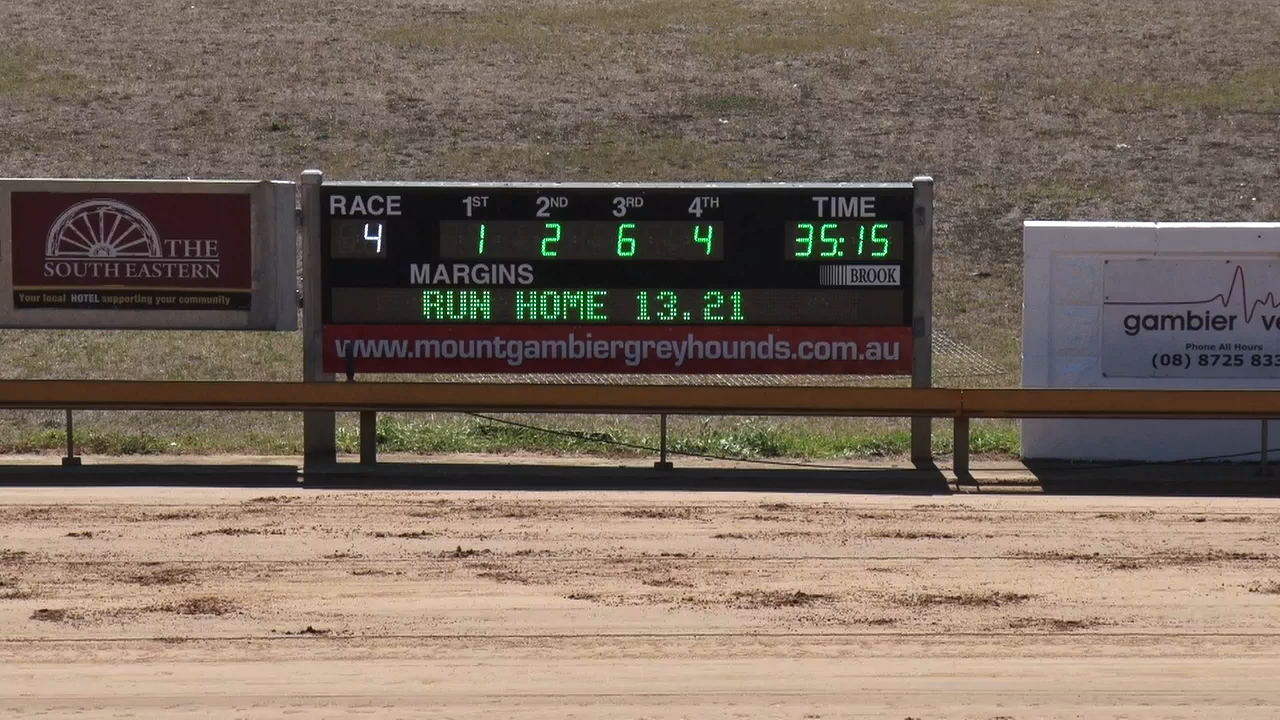 RACE 1ST 2ND 3RD 4TH TIME
4 1 2 6 4 35:15
MARGINS BROOK
RUN HOME 13.21
www.mountgambiergreyhounds.com.au
THE
SOUTH EASTERN
Your local HOTEL supporting your community
gambier
Phone All Hours
(08) 8725